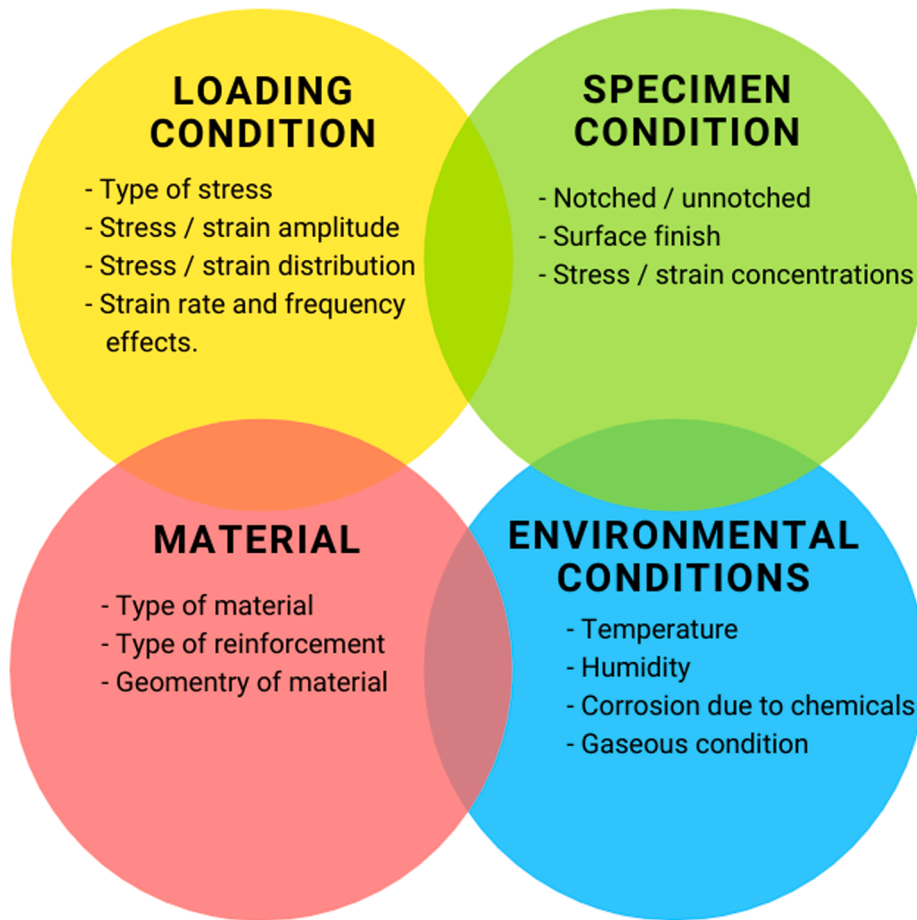 LOADING
CONDITION
- Type of stress
- Stress / strain amplitude
- Stress / strain distribution
- Strain rate and frequency
effects.
SPECIMEN
CONDITION
- Notched / unnotched
- Surface finish
- Stress / strain concentrations
MATERIAL
- Type of material
- Type of reinforcement
- Geomentry of material
ENVIRONMENTAL
CONDITIONS
- Temperature
- Humidity
- Corrosion due to chemicals
- Gaseous condition